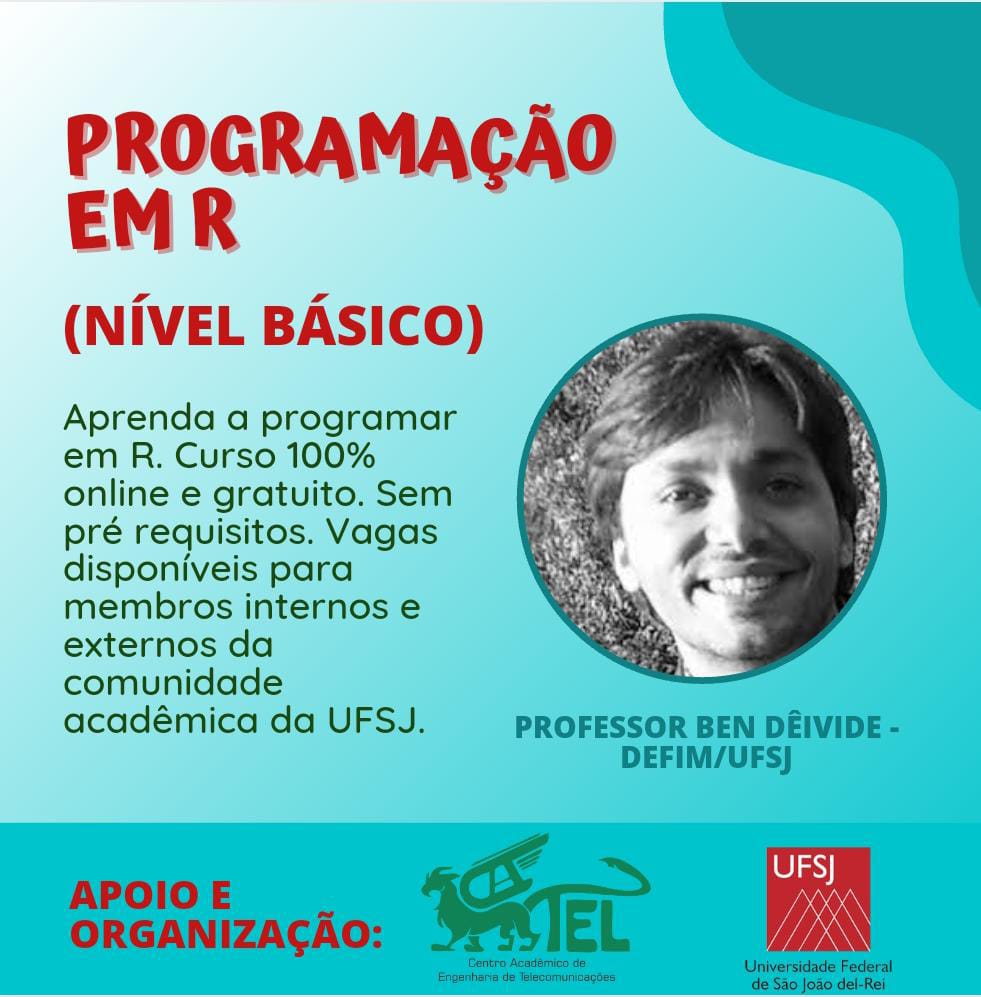 PROGRAMAÇÃO
EM R
(NÍVEL BÁSICO)
Aprenda a programar
em R. Curso 100%
online e gratuito. Sem
pré requisitos. Vagas
disponíveis para
membros internos e
externos da
comunidade
acadêmica da UFSJ.
PROFESSOR BEN DÊIVIDE -
DEFIM/UFSJ
APOIO E
ORGANIZAÇÃO:
CATEL
Centro Acadêmico de
Engenharia de Telecomunicações
UFSJ
Universidade Federal
de São João del-Rei